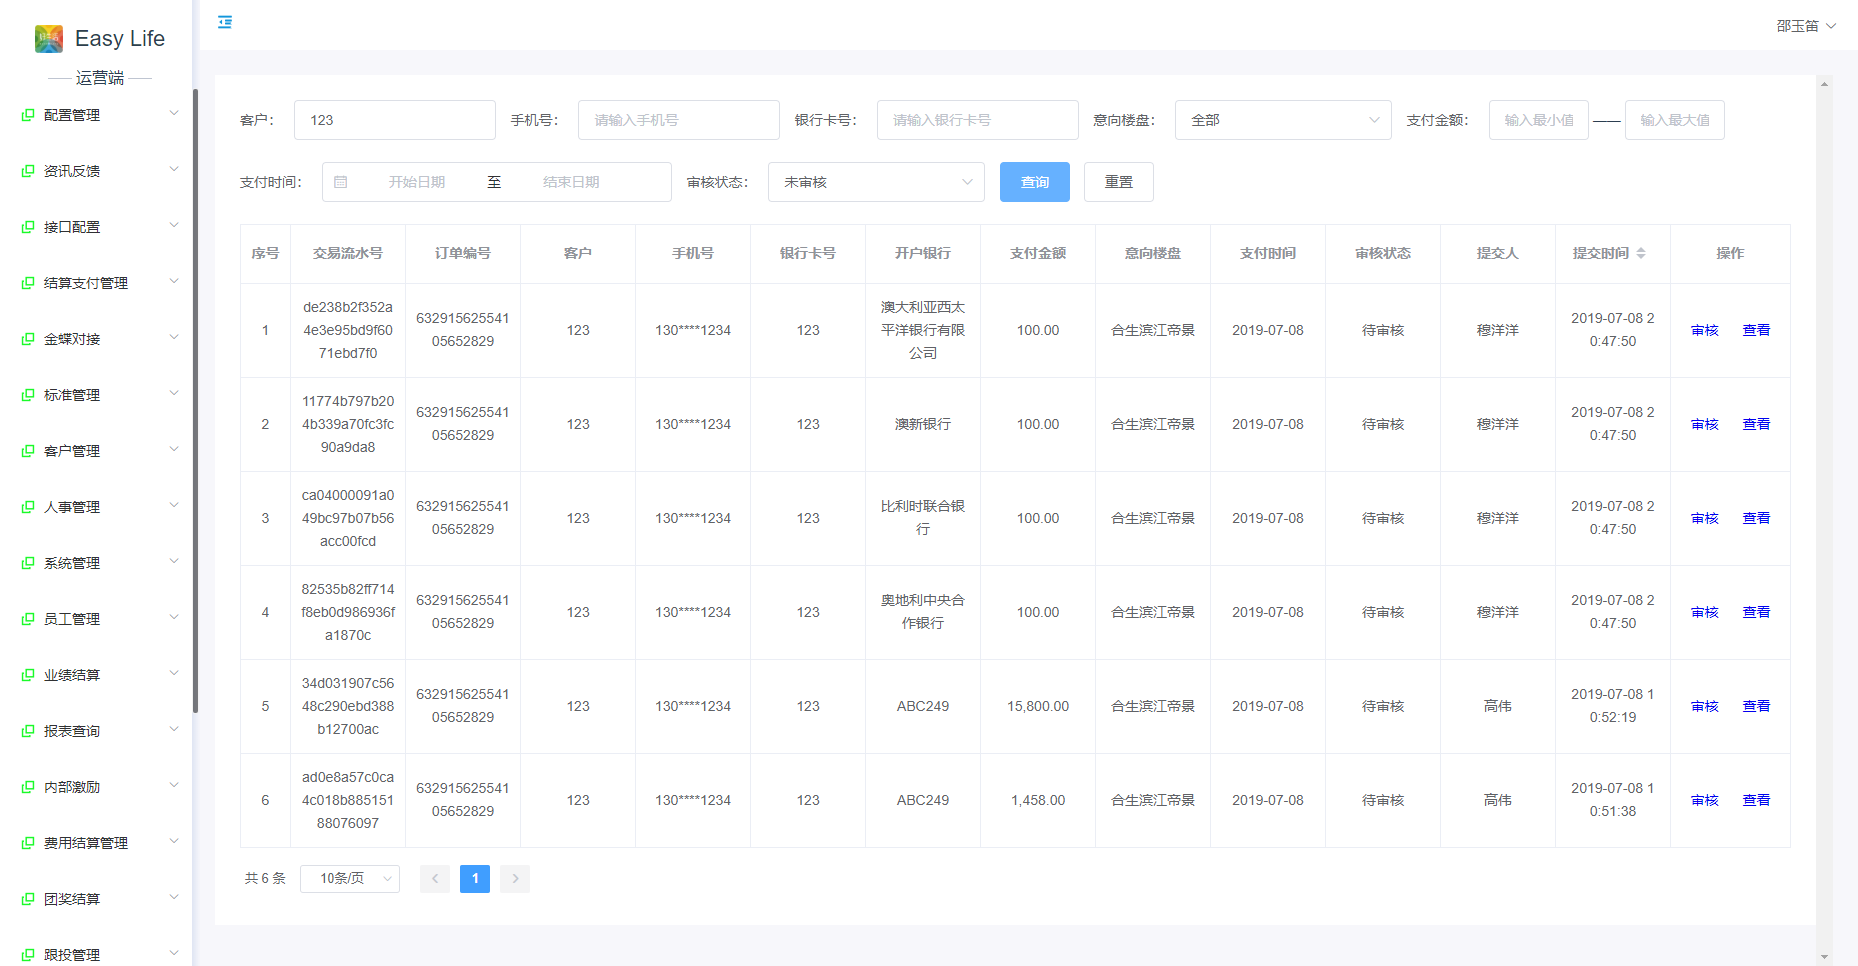 Easy Life
运营端
配置管理
资讯反馈
接口配置
结算支付管理
金蝶对接
标准管理
客户管理
人事管理
系统管理
员工管理
业绩结算
报表查询
内部激励
费用结算管理
团奖结算
跟投管理
邵玉笛
客户： 123 手机号： 请输入手机号 银行卡号： 请输入银行卡号 意向楼盘： 全部 支付金额： 输入最小值 —— 输入最大值
支付时间： 开始日期 至 结束日期 审核状态： 未审核 查询 重置
序号 交易流水号 订单编号 客户 手机号 银行卡号 开户银行 支付金额 意向楼盘 支付时间 审核状态 提交人 提交时间 操作
1 de238b2f352a4e3e95bd9f6071ebd7f0 63291562554105652829 123 130****1234 123 澳大利亚西太平洋银行有限公司 100.00 合生滨江帝景 2019-07-08 待审核 穆洋洋 2019-07-08 20:47:50 审核 查看
2 11774b797b204b339a70fc3fc90a9da8 63291562554105652829 123 130****1234 123 澳新银行 100.00 合生滨江帝景 2019-07-08 待审核 穆洋洋 2019-07-08 20:47:50 审核 查看
3 ca04000091a049bc97b07b56acc00fcd 63291562554105652829 123 130****1234 123 比利时联合银行 100.00 合生滨江帝景 2019-07-08 待审核 穆洋洋 2019-07-08 20:47:50 审核 查看
4 82535b82ff714f8eb0d986936fa1870c 63291562554105652829 123 130****1234 123 奥地利中央合作银行 100.00 合生滨江帝景 2019-07-08 待审核 穆洋洋 2019-07-08 20:47:50 审核 查看
5 34d031907c5648c290ebd388b12700ac 63291562554105652829 123 130****1234 123 ABC249 15,800.00 合生滨江帝景 2019-07-08 待审核 高伟 2019-07-08 10:52:19 审核 查看
6 ad0e8a57c0ca4c018b88515188076097 63291562554105652829 123 130****1234 123 ABC249 1,458.00 合生滨江帝景 2019-07-08 待审核 高伟 2019-07-08 10:51:38 审核 查看
共 6 条 10条/页 1